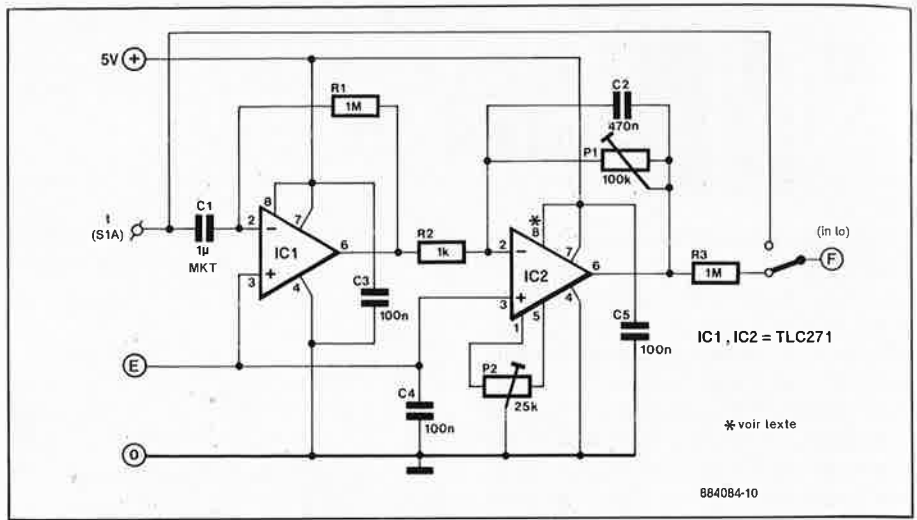 5V +
R1
1M
C2
470n
P1
100k
t
(S1A)
C1
1µ
MKT
2
−
8
7
IC1
6
3
+
4
R2
1k
C3
100n
*
2
−
8
7
IC2
6
3
+
1
5
4
R3
1M
(in lo)
F
E
P2
25k
C4
100n
C5
100n
IC1 , IC2 = TLC271
* voir texte
0
884084-10